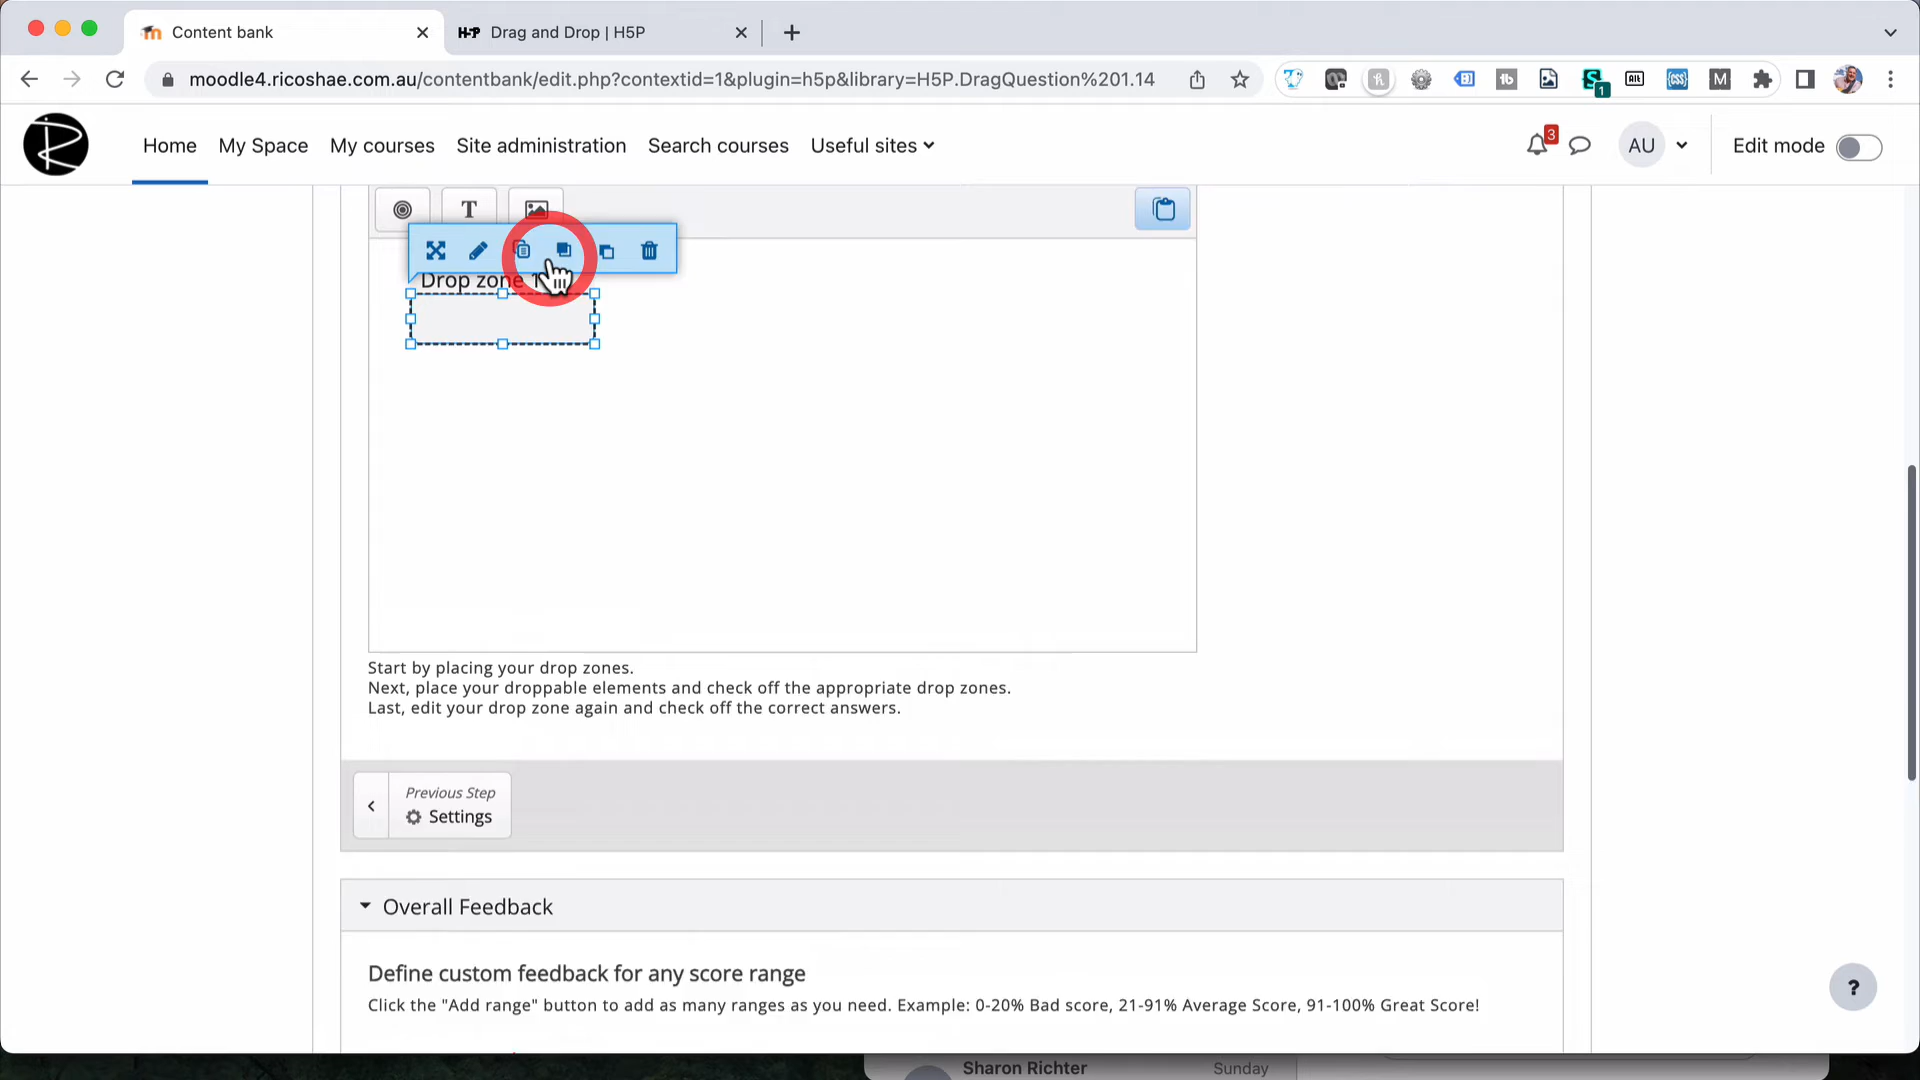 Content bank
H-P Drag and Drop | H5P
moodle4.ricoshae.com.au/contentbank/edit.php?contextid=1&plugin=h5p&library=H5P.DragQuestion%201.14
1
tb
Alt
CSS
M
Home My Space My courses Site administration Search courses Useful sites
3
AU
Edit mode
T
Drop zone 1
Start by placing your drop zones.
Next, place your droppable elements and check off the appropriate drop zones.
Last, edit your drop zone again and check off the correct answers.
Previous Step
Settings
Overall Feedback
Define custom feedback for any score range
Click the "Add range" button to add as many ranges as you need. Example: 0-20% Bad score, 21-91% Average Score, 91-100% Great Score!
?
Sharon Richter Sunday